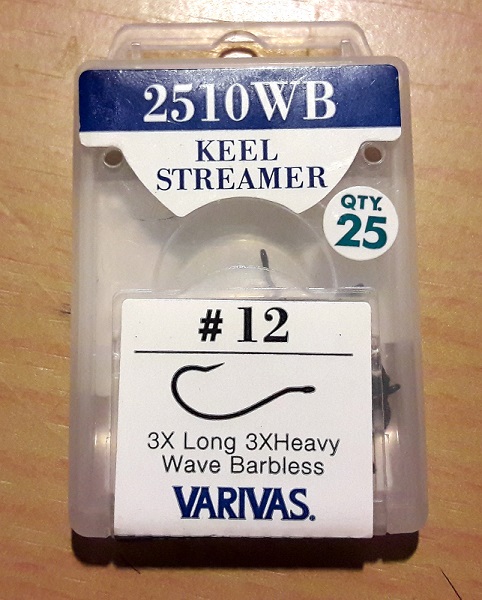 2510WB
KEEL
STREAMER
QTY.
25
#12
3X Long 3XHeavy
Wave Barbless
VARIVAS.